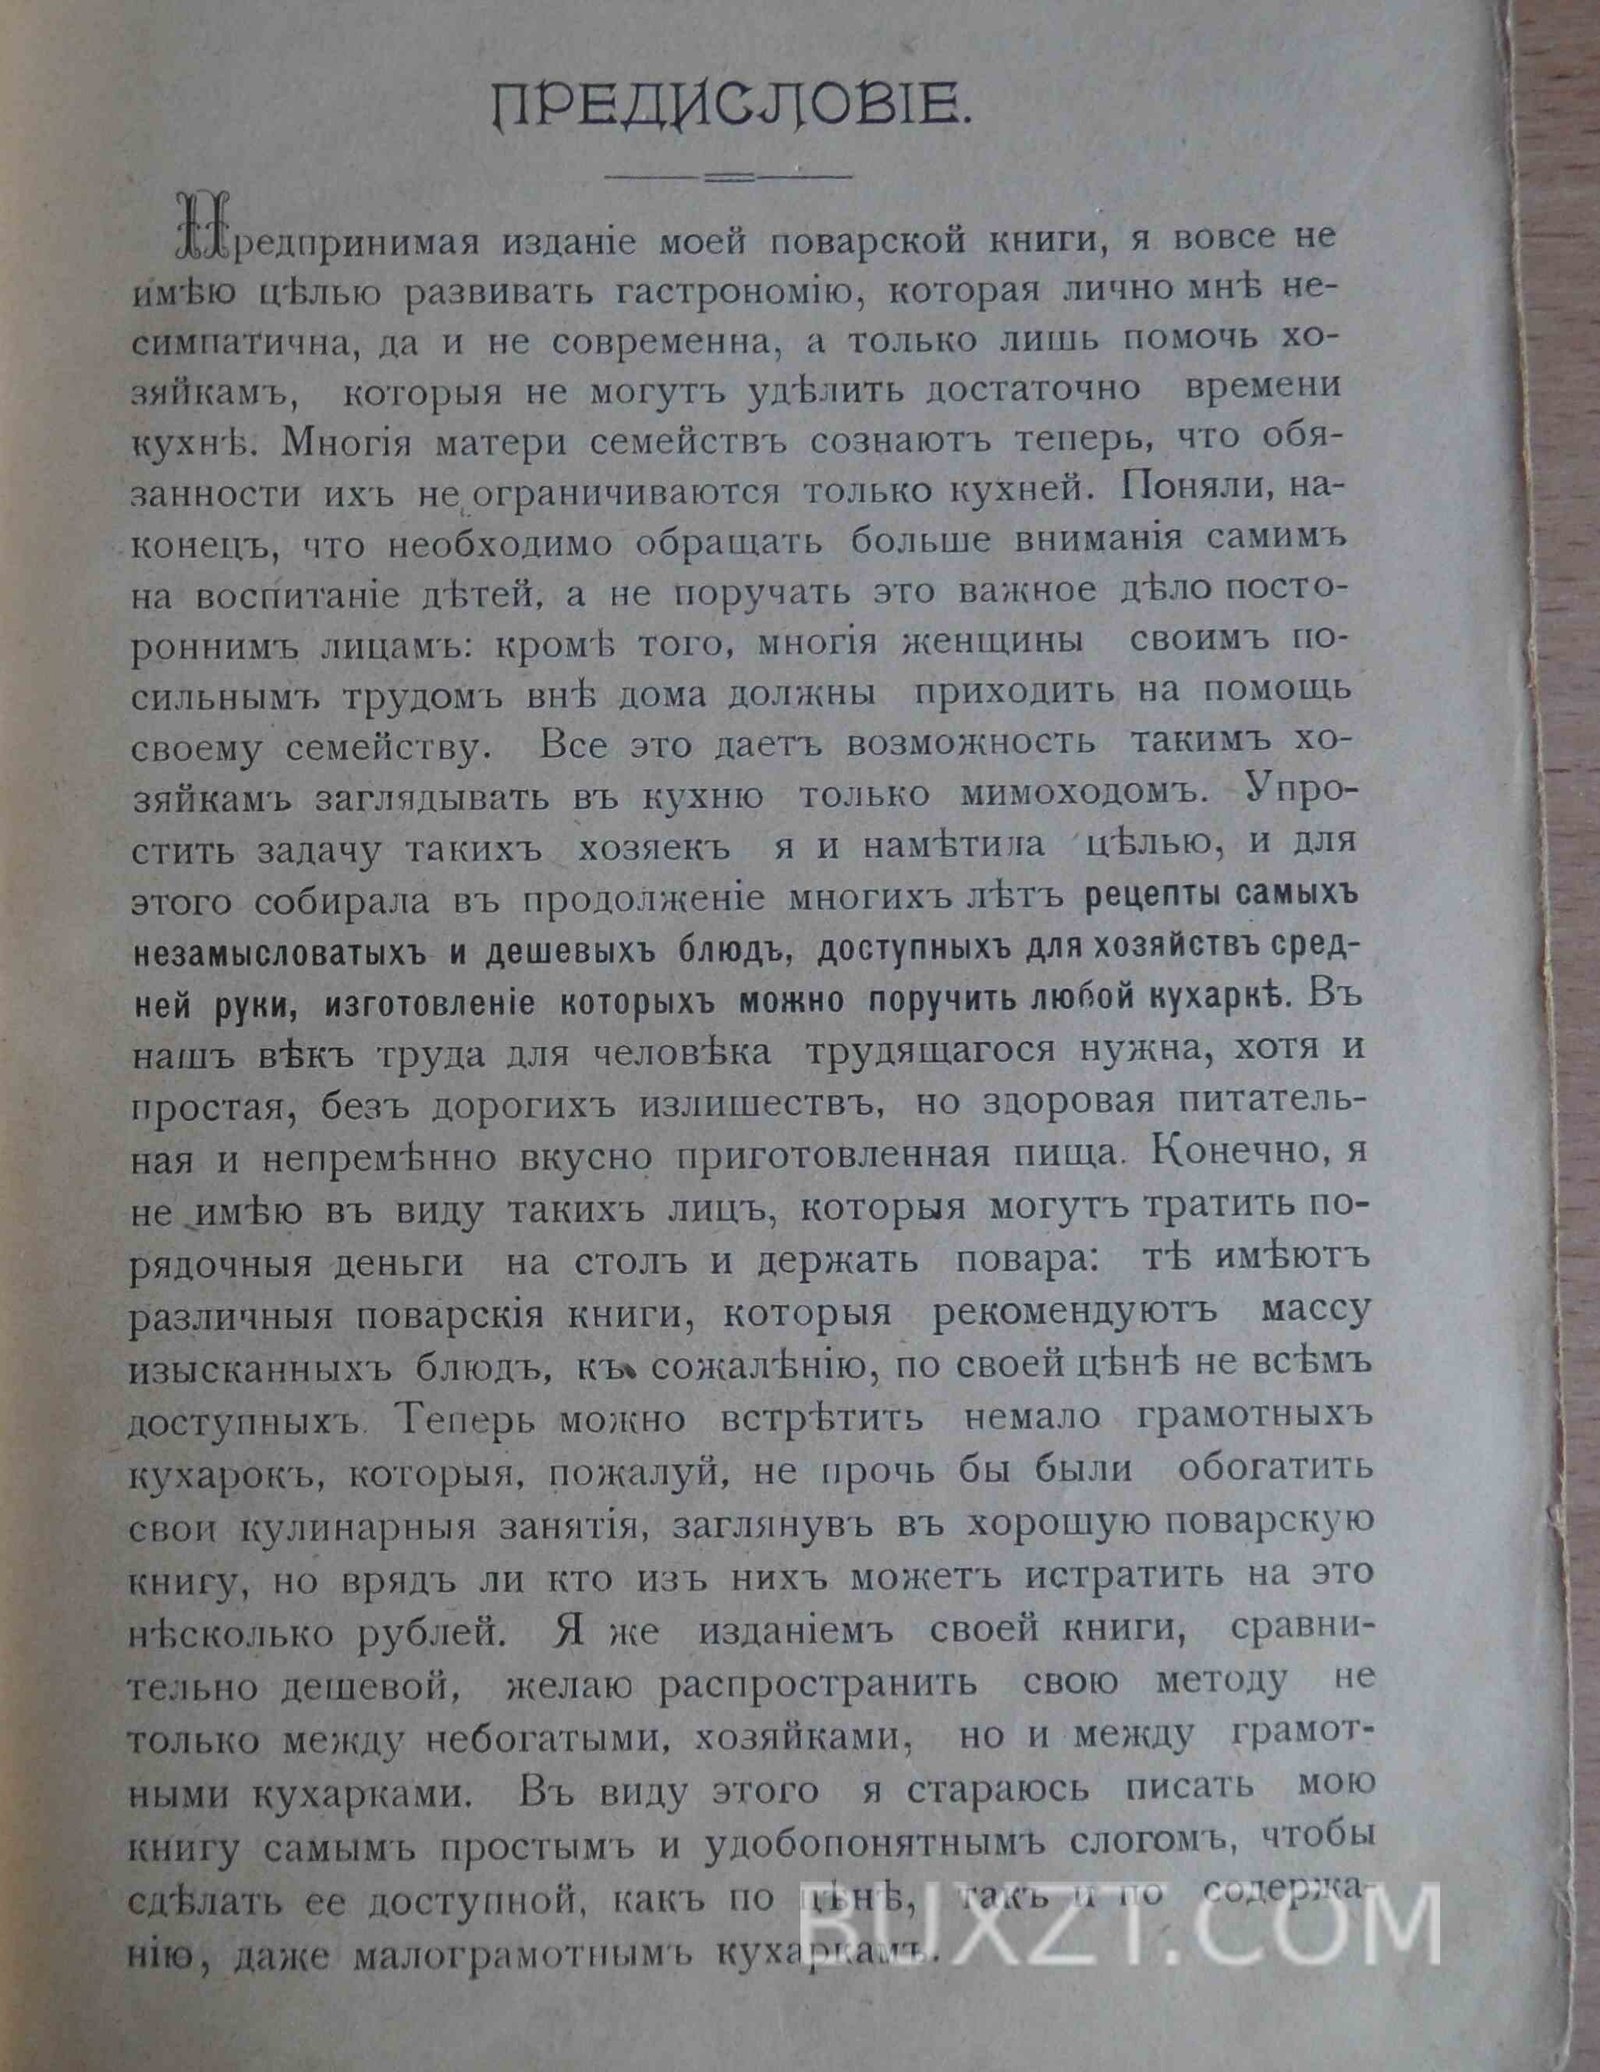 ПРЕДИСЛОВІЕ.
Предпринимая изданіе моей поварской книги, я вовсе не
имѣю цѣлью развивать гастрономію, которая лично мнѣ не-
симпатична, да и не современна, а только лишь помочь хо-
зяйкамъ, которыя не могутъ удѣлить достаточно времени
кухнѣ. Многія матери семействъ сознаютъ теперь, что обя-
занности ихъ не ограничиваются только кухней. Поняли, на-
конецъ, что необходимо обращать больше вниманія самимъ
на воспитаніе дѣтей, а не поручать это важное дѣло посто-
роннимъ лицамъ: кромѣ того, многія женщины своимъ по-
сильнымъ трудомъ внѣ дома должны приходить на помощь
своему семейству. Все это даетъ возможность такимъ хо-
зяйкамъ заглядывать въ кухню только мимоходомъ. Упро-
стить задачу такихъ хозяекъ я и намѣтила цѣлью, и для
этого собирала въ продолженіе многихъ лѣтъ рецепты самыхъ
незамысловатыхъ и дешевыхъ блюдъ, доступныхъ для хозяйствъ сред-
ней руки, изготовленіе которыхъ можно поручить любой кухаркѣ. Въ
нашъ вѣкъ труда для человѣка трудящагося нужна, хотя и
простая, безъ дорогихъ излишествъ, но здоровая питатель-
ная и непремѣнно вкусно приготовленная пища. Конечно, я
не имѣю въ виду такихъ лицъ, которыя могутъ тратить по-
рядочныя деньги на столъ и держать повара: тѣ имѣютъ
различныя поварскія книги, которыя рекомендуютъ массу
изысканныхъ блюдъ, къ сожалѣнію, по своей цѣнѣ не всѣмъ
доступныхъ. Теперь можно встрѣтить немало грамотныхъ
кухарокъ, которыя, пожалуй, не прочь бы были обогатить
свои кулинарныя занятія, заглянувъ въ хорошую поварскую
книгу, но врядъ ли кто изъ нихъ можетъ истратить на это
нѣсколько рублей. Я же изданіемъ своей книги, сравни-
тельно дешевой, желаю распространить свою методу не
только между небогатыми, хозяйками, но и между грамот-
ными кухарками. Въ виду этого я стараюсь писать мою
книгу самымъ простымъ и удобопонятнымъ слогомъ, чтобы
сдѣлать ее доступной, какъ по цѣнѣ, такъ и по содержа-
нію, даже малограмотнымъ кухаркамъ.
BUXZT.COM